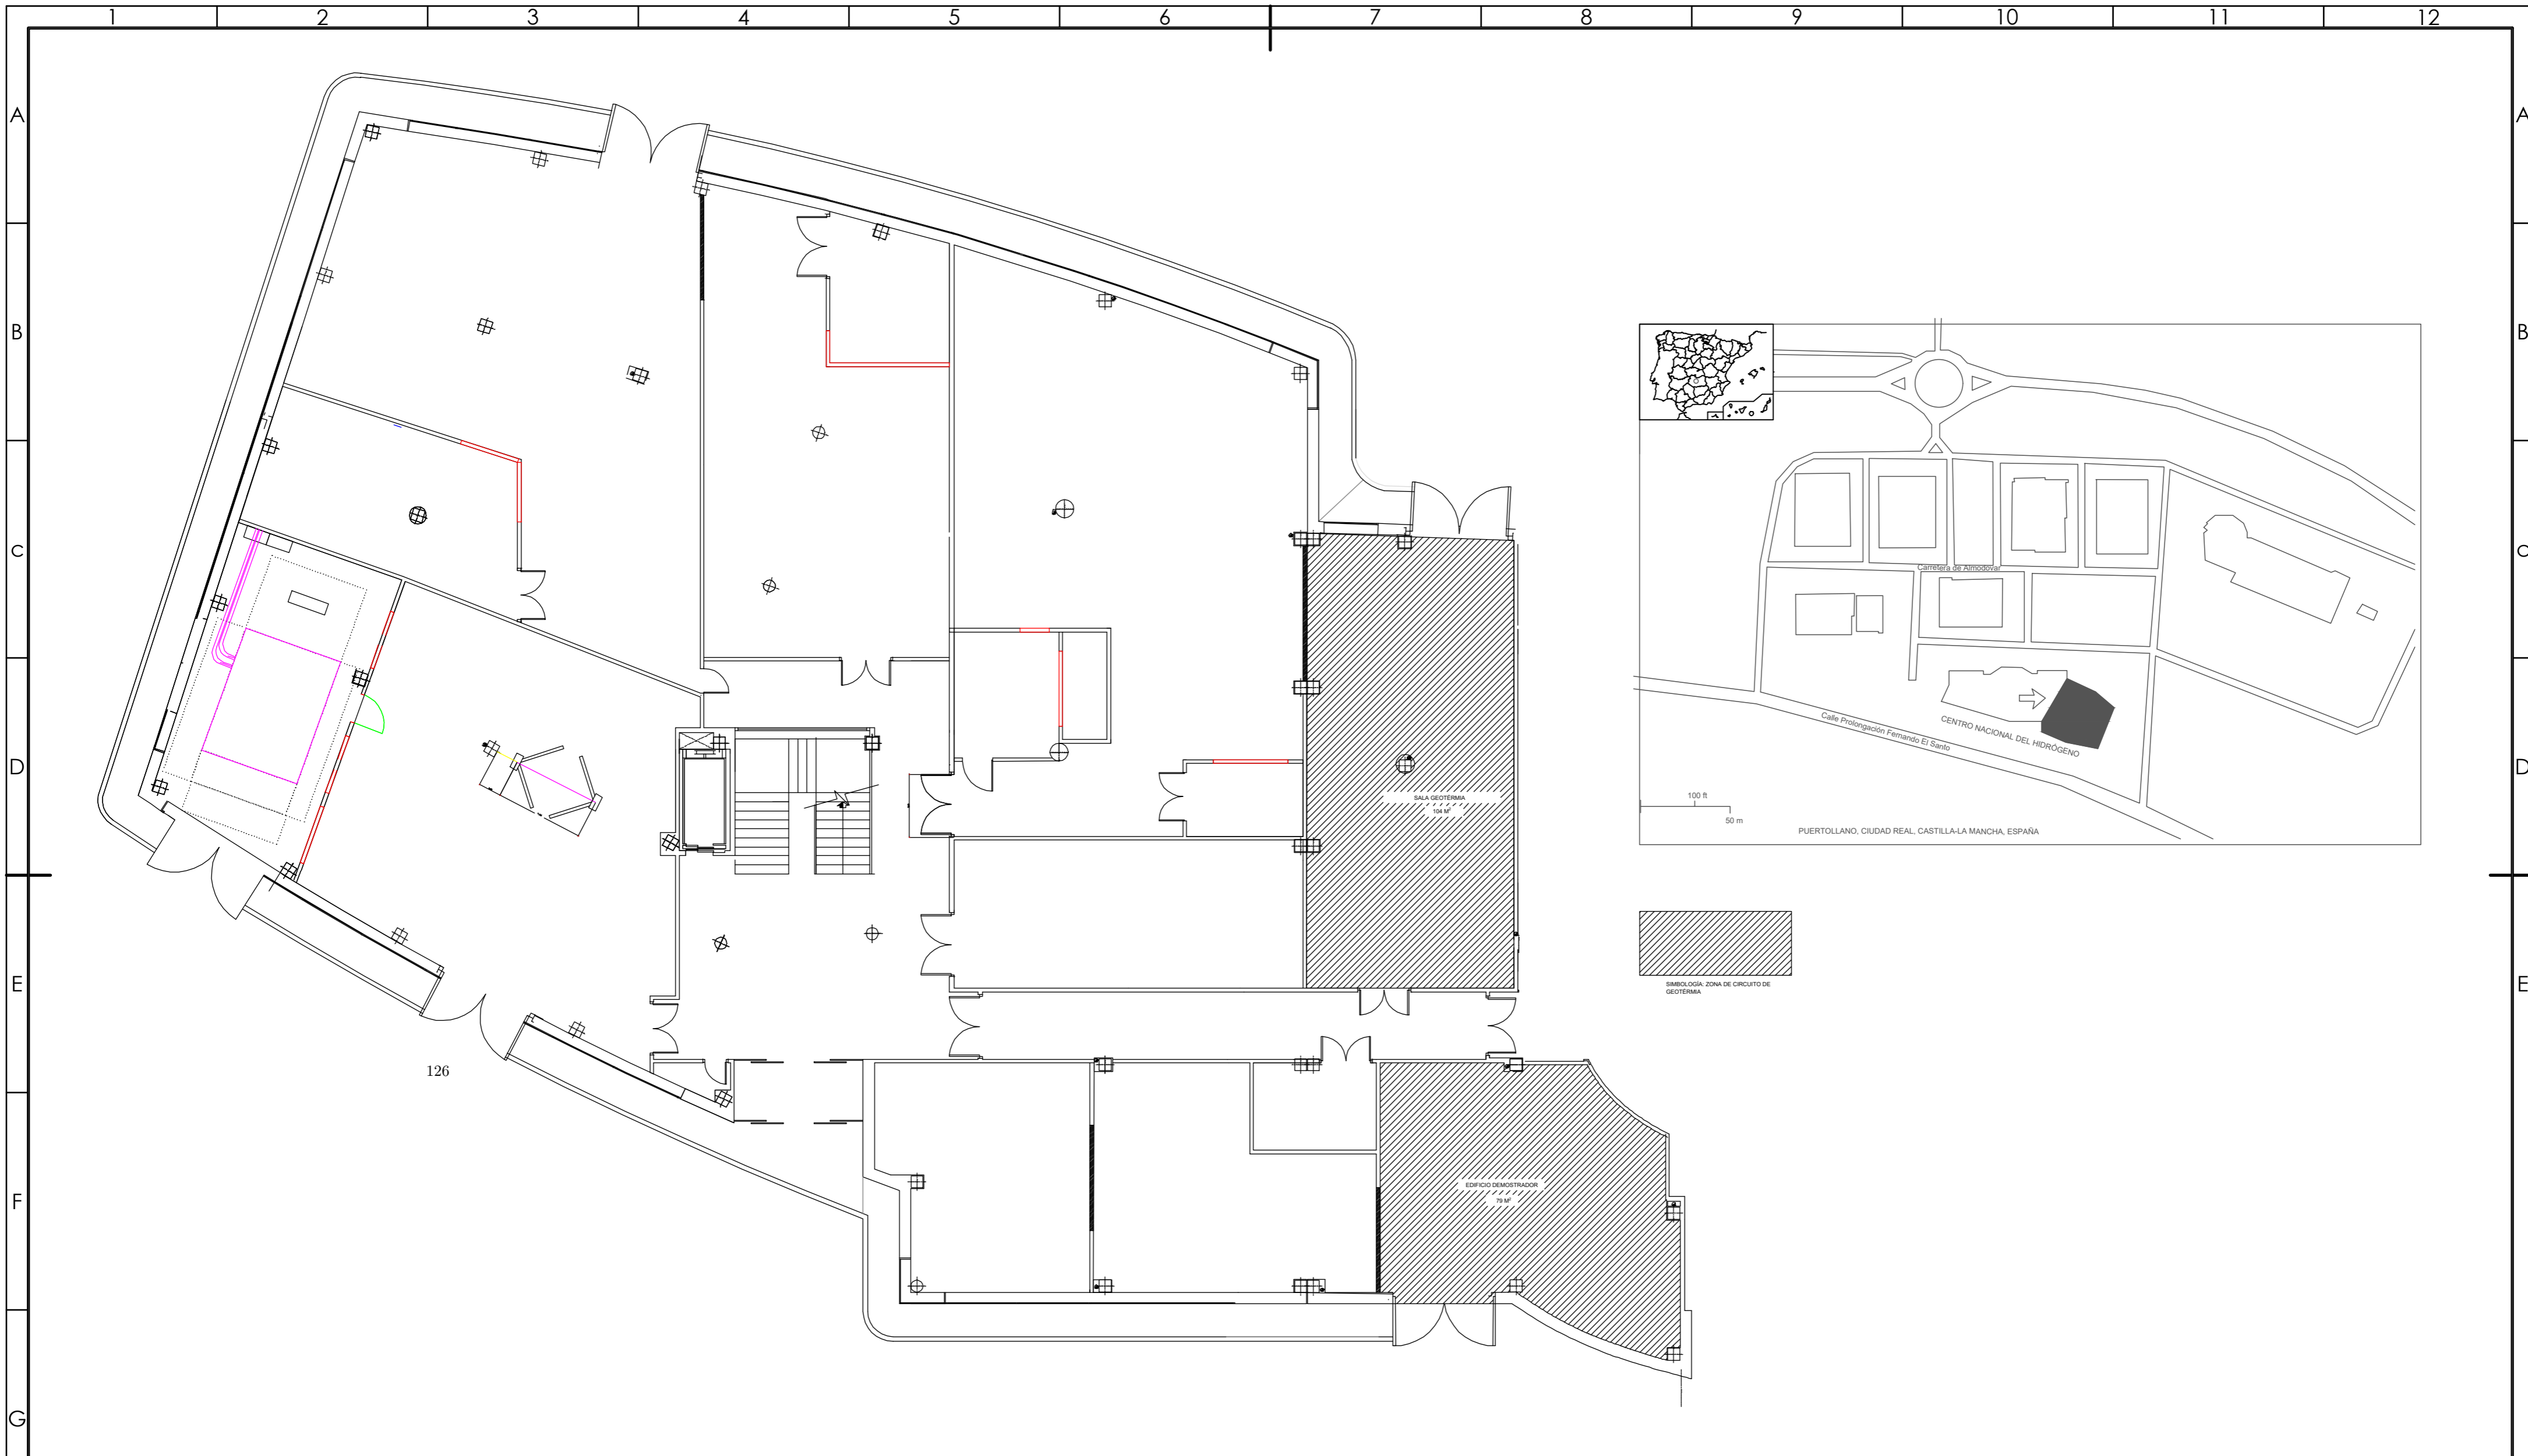 1 2 3 4 5 6 7 8 9 10 11 12
A A
B B
C C
Carretera de Almodovar
D D
Calle Prolongación Fernando El Santo
CENTRO NACIONAL DEL HIDRÓGENO
100 ft
50 m
PUERTOLLANO, CIUDAD REAL, CASTILLA-LA MANCHA, ESPAÑA
SALA GEOTÉRMIA
104 M²
E E
SIMBOLOGÍA: ZONA DE CIRCUITO DE
GEOTÉRMIA
126
F
EDIFICIO DEMOSTRADOR
79 M²
G